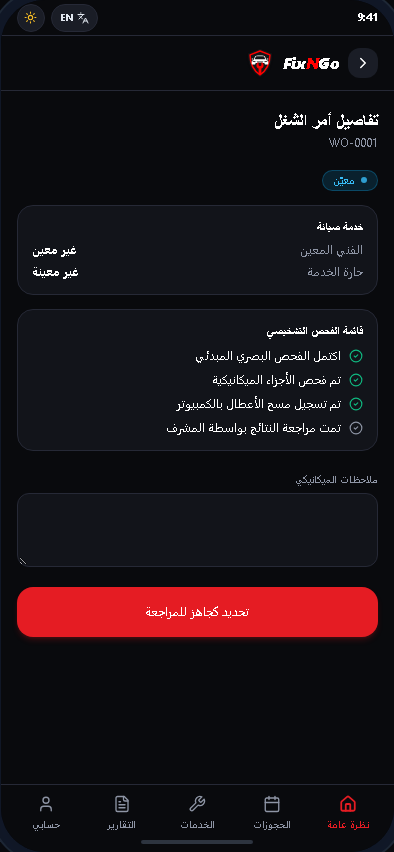 9:41
EN
FixNGo
تفاصيل أمر الشغل
WO-0001
معيّن
خدمة صيانة
الفني المعين غير معين
حارة الخدمة غير معينة
قائمة الفحص التشخيصي
اكتمل الفحص البصري المبدئي
تم فحص الأجزاء الميكانيكية
تم تسجيل مسح الأعطال بالكمبيوتر
تمت مراجعة النتائج بواسطة المشرف
ملاحظات الميكانيكي
تحديد كجاهز للمراجعة
نظرة عامة الحجوزات الخدمات التقارير حسابي